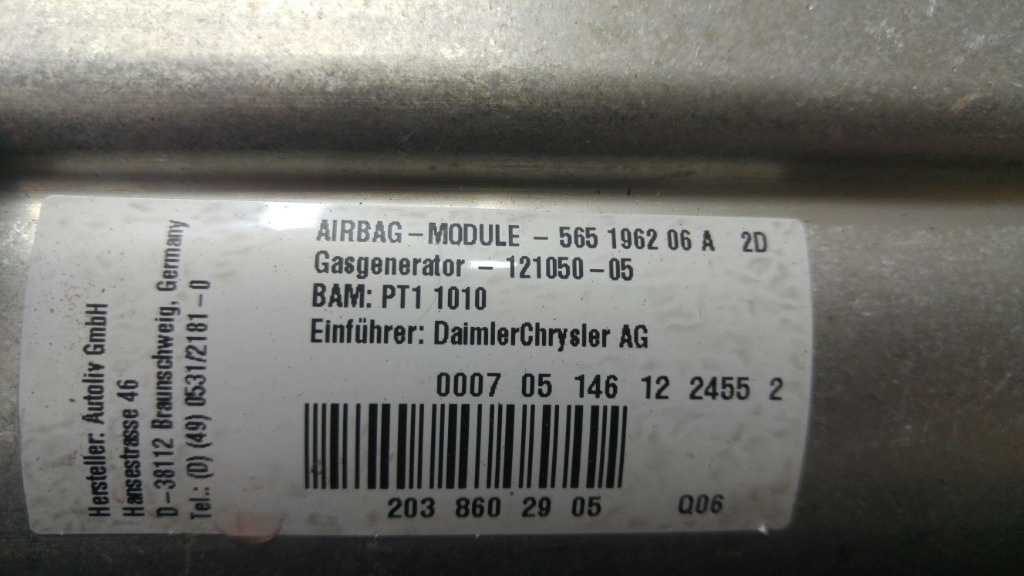 Hersteller: Autoliv GmbH
Hansestrasse 46
D-38112 Braunschweig, Germany
Tel.: (0) (49) 0531/2181-0
AIRBAG-MODULE - 565 1962 06 A 2D
Gasgenerator - 121050-05
BAM: PT1 1010
Einführer: DaimlerChrysler AG
0007 05 146 12 2455 2
203 860 29 05 Q06